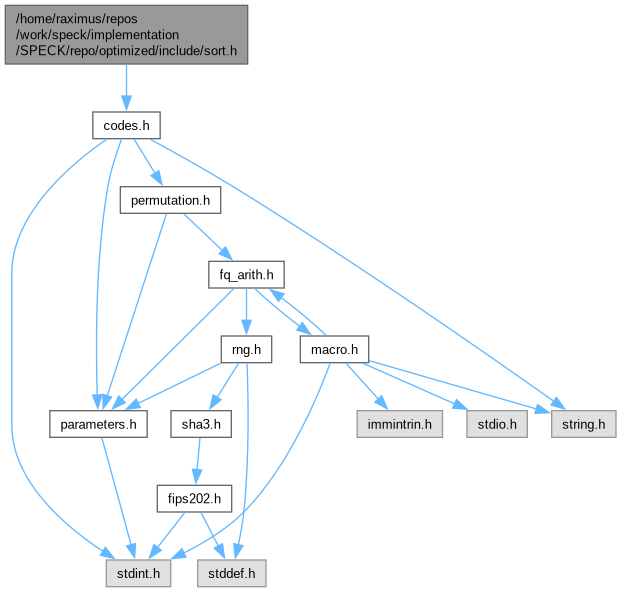 /home/raximus/repos
/work/speck/implementation
/SPECK/repo/optimized/include/sort.h
codes.h
permutation.h
fq_arith.h
rng.h
macro.h
parameters.h
sha3.h
immintrin.h
stdio.h
string.h
fips202.h
stdint.h
stddef.h